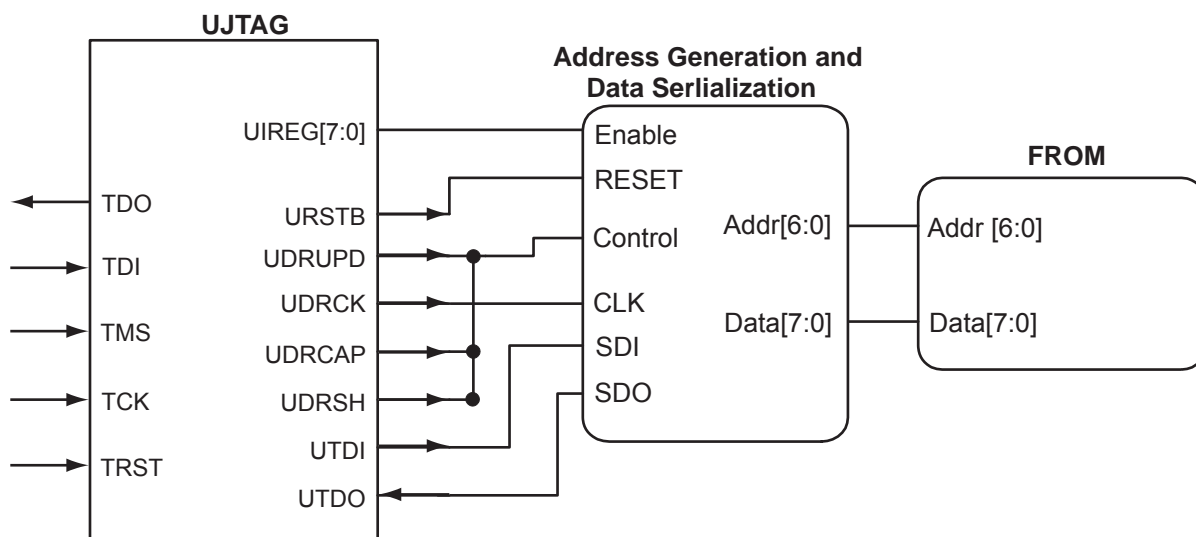 UJTAG
UIREG[7:0]
TDO
URSTB
UDRUPD
TDI
UDRCK
TMS
UDRCAP
TCK
UDRSH
UTDI
TRST
UTDO
Address Generation and
Data Serlialization
Enable
RESET
Control
Addr[6:0]
CLK
Data[7:0]
SDI
SDO
FROM
Addr [6:0]
Data[7:0]